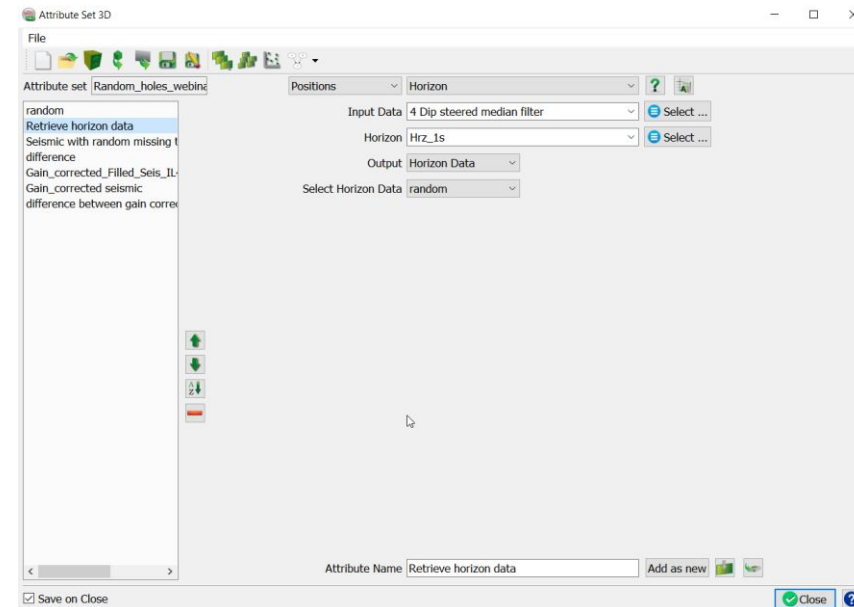 Attribute Set 3D
File
Attribute set Random_holes_webina
Positions Horizon ?
random
Retrieve horizon data
Seismic with random missing t
difference
Gain_corrected_Filled_Seis_IL-
Gain_corrected seismic
difference between gain correc
Input Data 4 Dip steered median filter Select ...
Horizon Hrz_1s Select ...
Output Horizon Data
Select Horizon Data random
A
Z
Attribute Name Retrieve horizon data Add as new
Save on Close
Close ?